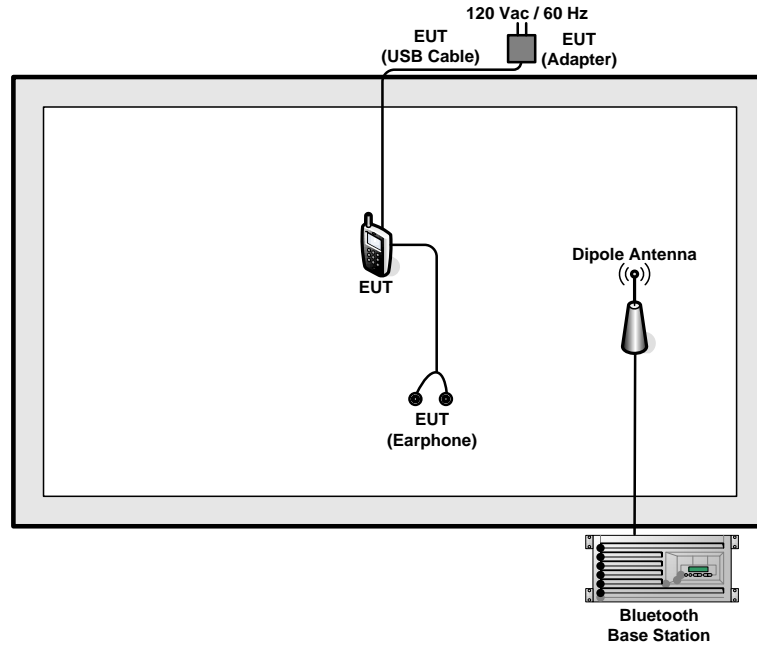 120 Vac / 60 Hz
EUT
(USB Cable)
EUT
(Adapter)
EUT
Dipole Antenna
EUT
(Earphone)
Bluetooth
Base Station